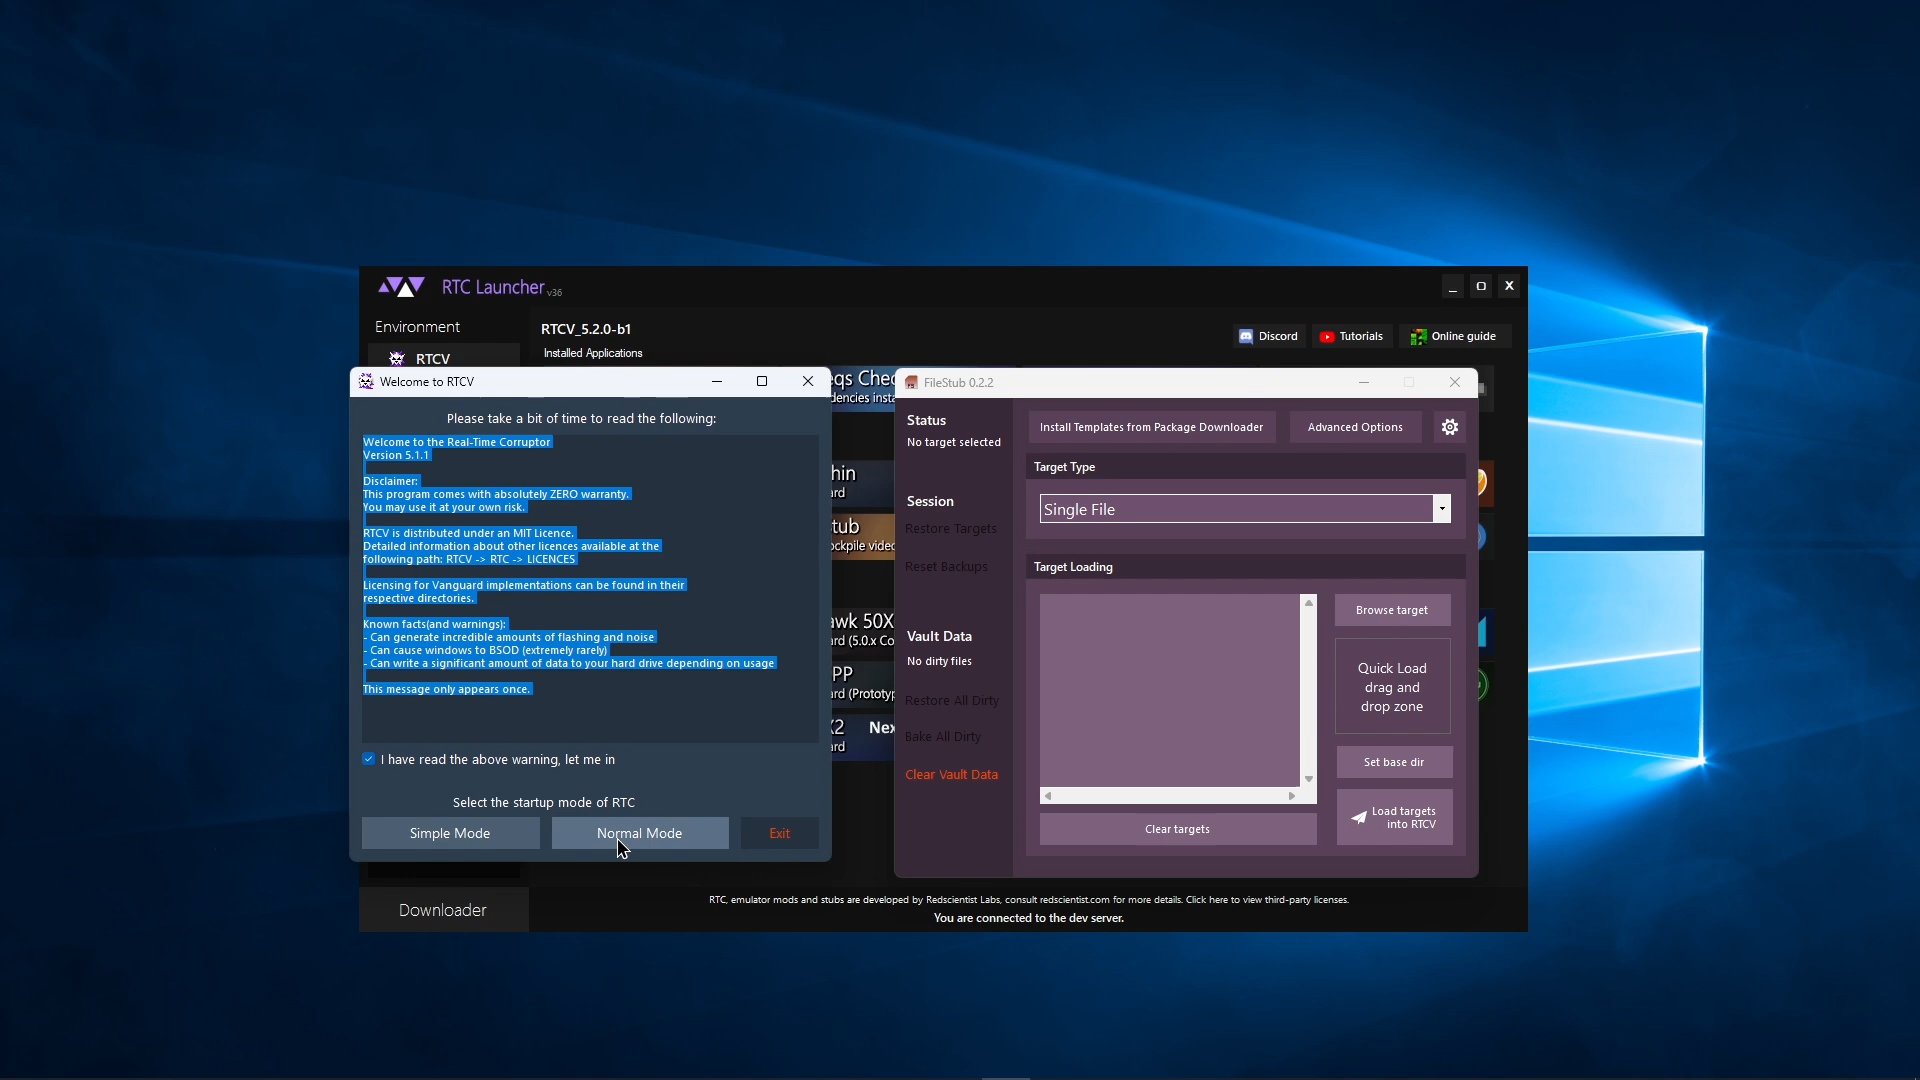 RTC Launcher v36
Environment
RTCV
RTCV_5.2.0-b1
Installed Applications
Discord
Tutorials
Online guide
Welcome to RTCV
Please take a bit of time to read the following:
Welcome to the Real-Time Corruptor
Version 5.1.1
Disclaimer:
This program comes with absolutely ZERO warranty.
You may use it at your own risk.
RTCV is distributed under an MIT Licence.
Detailed information about other licences available at the
following path: RTCV -> RTC -> LICENCES
Licensing for Vanguard implementations can be found in their
respective directories.
Known facts(and warnings):
- Can generate incredible amounts of flashing and noise
- Can cause windows to BSOD (extremely rarely)
- Can write a significant amount of data to your hard drive depending on usage
This message only appears once.
I have read the above warning, let me in
Select the startup mode of RTC
Simple Mode
Normal Mode
Exit
FileStub 0.2.2
Status
No target selected
Session
Restore Targets
Reset Backups
Vault Data
No dirty files
Restore All Dirty
Bake All Dirty
Clear Vault Data
Install Templates from Package Downloader
Advanced Options
Target Type
Single File
Target Loading
Browse target
Quick Load
drag and
drop zone
Set base dir
Load targets
into RTCV
Clear targets
Downloader
RTC, emulator mods and stubs are developed by Redscientist Labs, consult redscientist.com for more details. Click here to view third-party licenses.
You are connected to the dev server.